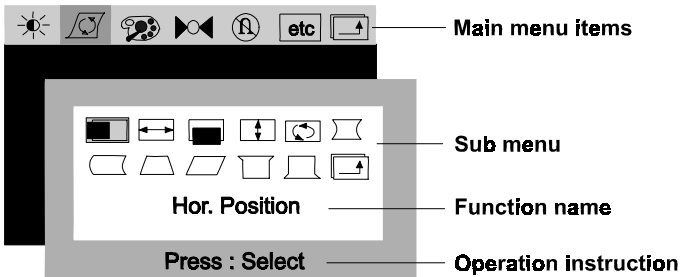 etc
Main menu items
Sub menu
Hor. Position
Function name
Press : Select
Operation instruction